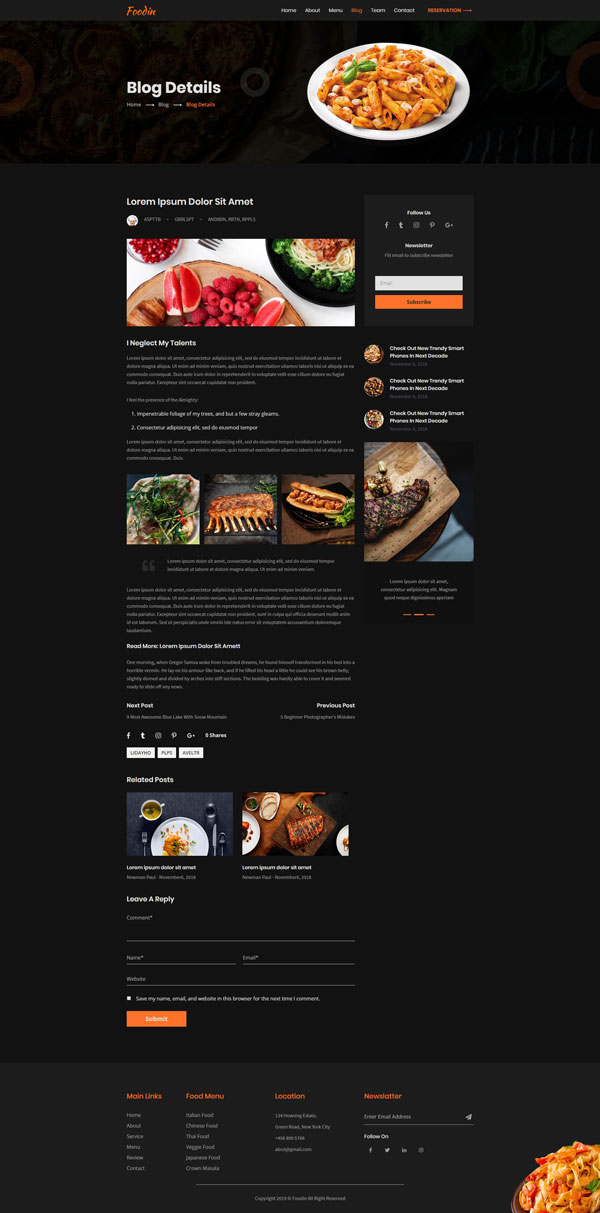 Foodin
Home About Menu Blog Team Contact RESERVATION
Blog Details
Home Blog Blog Details
Lorem Ipsum Dolor Sit Amet
ASPTTB - GBRLSPT - ANDIBIN, NBTN, RPPLS
I Neglect My Talents
Lorem ipsum dolor sit amet, consectetur adipisicing elit, sed do eiusmod tempor incididunt ut labore et
dolore magna aliqua. Ut enim ad minim veniam, quis nostrud exercitation ullamco laboris nisi ut aliquip ex ea
commodo consequat. Duis aute irure dolor in reprehenderit in voluptate velit esse cillum dolore eu fugiat
nulla pariatur. Excepteur sint occaecat cupidatat non proident.
I feel the presence of the Almighty:
1. Impenetrable foliage of my trees, and but a few stray gleams.
2. Consectetur adipisicing elit, sed do eiusmod tempor
Lorem ipsum dolor sit amet, consectetur adipisicing elit, sed do eiusmod tempor incididunt ut labore et
dolore magna aliqua. Ut enim ad minim veniam, quis nostrud exercitation ullamco laboris nisi ut aliquip ex ea
commodo consequat. Duis.
Lorem ipsum dolor sit amet, consectetur adipisicing elit, sed do eiusmod tempor
incididunt ut labore et dolore magna aliqua. Ut enim ad minim veniam.
Lorem ipsum dolor sit amet, consectetur adipisicing elit, sed do eiusmod tempor incididunt ut labore et
dolore magna aliqua. Ut enim ad minim veniam, quis nostrud exercitation ullamco laboris nisi ut aliquip ex ea
commodo consequat. Duis aute irure dolor in reprehenderit in voluptate velit esse cillum dolore eu fugiat
nulla pariatur. Excepteur sint occaecat cupidatat non proident, sunt in culpa qui officia deserunt mollit anim
id est laborum. Sed ut perspiciatis unde omnis iste natus error sit voluptatem accusantium doloremque
laudantium.
Read More: Lorem Ipsum Dolor Sit Amett
One morning, when Gregor Samsa woke from troubled dreams, he found himself transformed in his bed into a
horrible vermin. He lay on his armour-like back, and if he lifted his head a little he could see his brown belly,
slightly domed and divided by arches into stiff sections. The bedding was hardly able to cover it and seemed
ready to slide off any news.
Next Post Previous Post
9 Most Awesome Blue Lake With Snow Mountain 5 Beginner Photographer's Mistakes
0 Shares
LIDAYHO PLPS AVELTR
Related Posts
Lorem ipsum dolor sit amet
Newman Paul - November6, 2018
Lorem ipsum dolor sit amet
Newman Paul - November6, 2018
Leave A Reply
Comment*
Name* Email*
Website
Save my name, email, and website in this browser for the next time I comment.
Submit
Follow Us
Newsletter
Fill email to subscribe newsletter
Email
Subscribe
Check Out New Trendy Smart
Phones In Next Decade
November 6, 2018
Check Out New Trendy Smart
Phones In Next Decade
November 6, 2018
Check Out New Trendy Smart
Phones In Next Decade
November 6, 2018
Lorem ipsum dolor sit amet,
consectetur adipisicing elit. Magnam
quod neque dignissimos aperiam
Main Links
Home
About
Service
Menu
Review
Contact
Food Menu
Italian Food
Chinese Food
Thai Food
Veggie Food
Japanese Food
Crown Masala
Location
Green Road, New York City
+456 890 5768
Newslatter
Enter Email Address
Follow On
Copyright 2019 © Foodin All Right Reserved